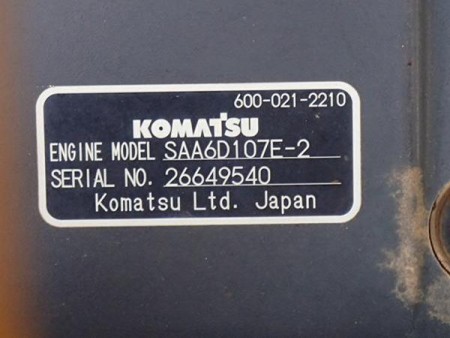 600-021-2210
KOMATSU
ENGINE MODEL SAA6D107E-2
SERIAL NO. 26649540
Komatsu Ltd. Japan